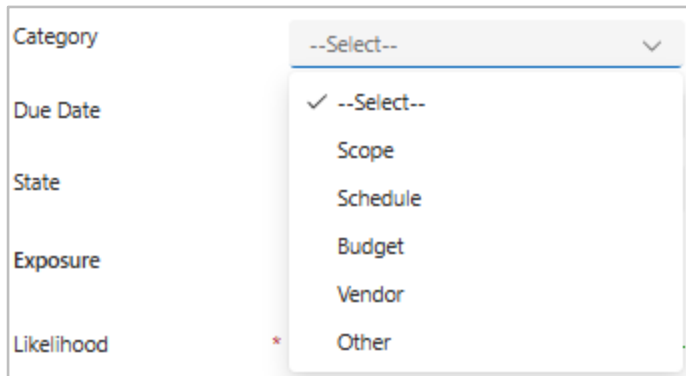 Category --Select--
✓ --Select--
Due Date
Scope
State
Schedule
Budget
Exposure
Vendor
Likelihood * Other